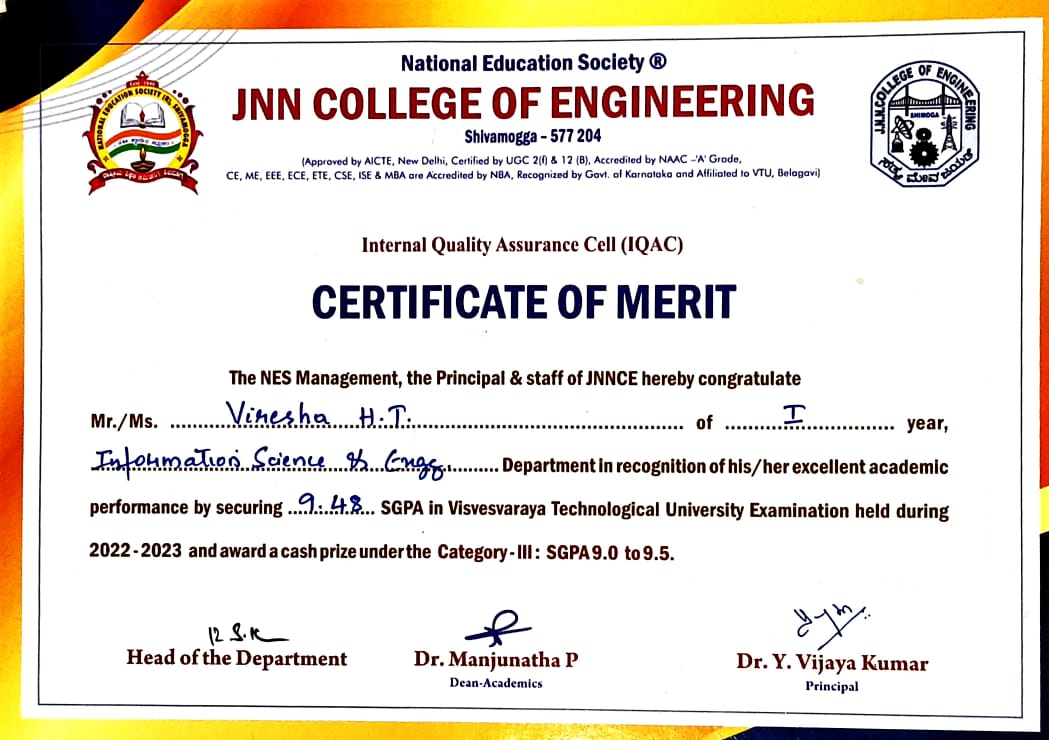 National Education Society ®
JNN COLLEGE OF ENGINEERING
Shivamogga - 577 204
(Approved by AICTE, New Delhi, Certified by UGC 2(f) & 12 (B), Accredited by NAAC -'A' Grade,
CE, ME, EEE, ECE, ETE, CSE, ISE & MBA are Accredited by NBA, Recognized by Govt. of Karnataka and Affiliated to VTU, Belagavi)
NATIONAL EDUCATION SOCIETY (R), SHIVAMOGGA
J.N.N.COLLEGE OF ENGINEERING
SHIMOGA
Internal Quality Assurance Cell (IQAC)
CERTIFICATE OF MERIT
The NES Management, the Principal & staff of JNNCE hereby congratulate
Mr./Ms. Viresha H.T. of I year,
Information Science & Engg. Department in recognition of his/her excellent academic
performance by securing 9.48 SGPA in Visvesvaraya Technological University Examination held during
2022-2023 and award a cash prize under the Category - III : SGPA 9.0 to 9.5.
Head of the Department
Dr. Manjunatha P
Dean-Academics
Dr. Y. Vijaya Kumar
Principal